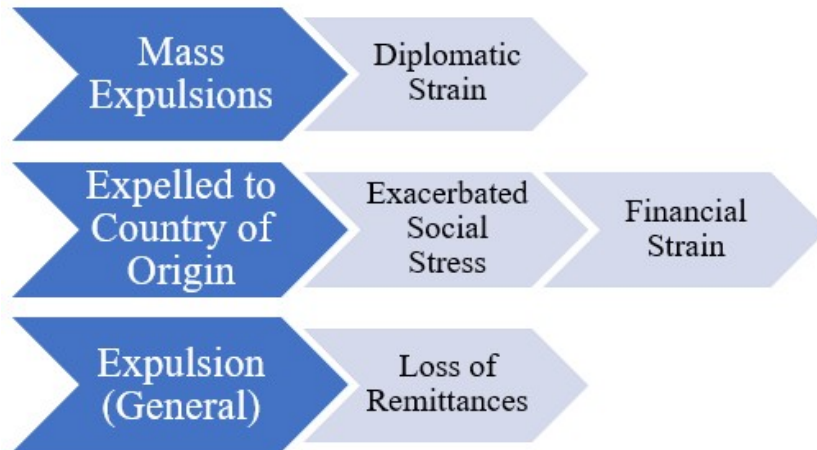 Mass
Expulsions
Diplomatic
Strain
Expelled to
Country of
Origin
Exacerbated
Social
Stress
Financial
Strain
Expulsion
(General)
Loss of
Remittances